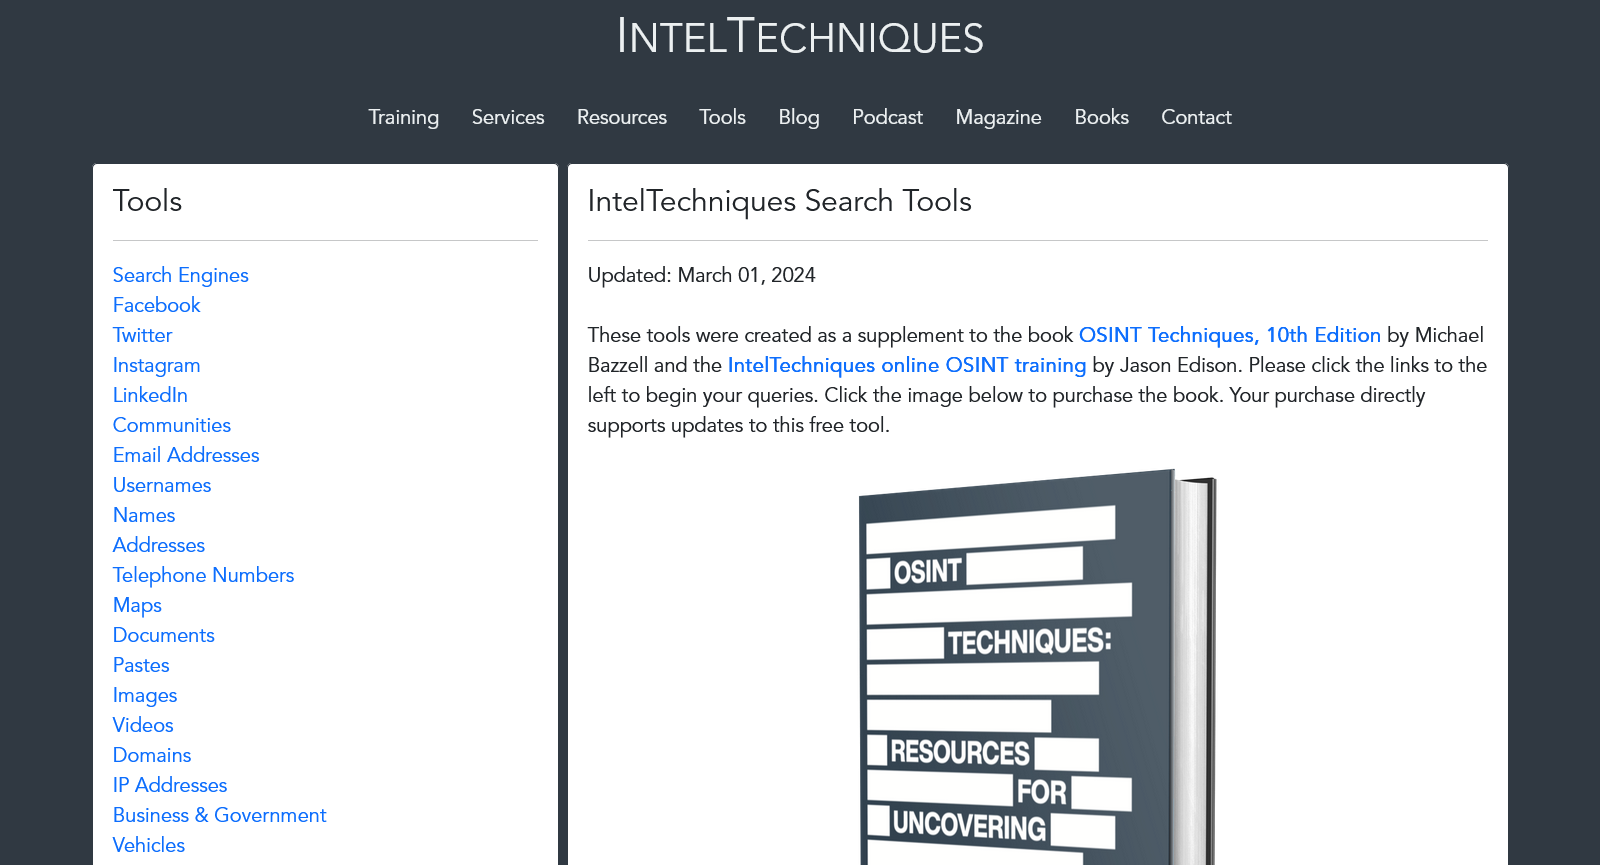 INTELTECHNIQUES
Training Services Resources Tools Blog Podcast Magazine Books Contact
Tools
Search Engines
Facebook
Twitter
Instagram
LinkedIn
Communities
Email Addresses
Usernames
Names
Addresses
Telephone Numbers
Maps
Documents
Pastes
Images
Videos
Domains
IP Addresses
Business & Government
Vehicles
IntelTechniques Search Tools
Updated: March 01, 2024
These tools were created as a supplement to the book OSINT Techniques, 10th Edition by Michael
Bazzell and the IntelTechniques online OSINT training by Jason Edison. Please click the links to the
left to begin your queries. Click the image below to purchase the book. Your purchase directly
supports updates to this free tool.
OSINT
TECHNIQUES:
RESOURCES
FOR
UNCOVERING